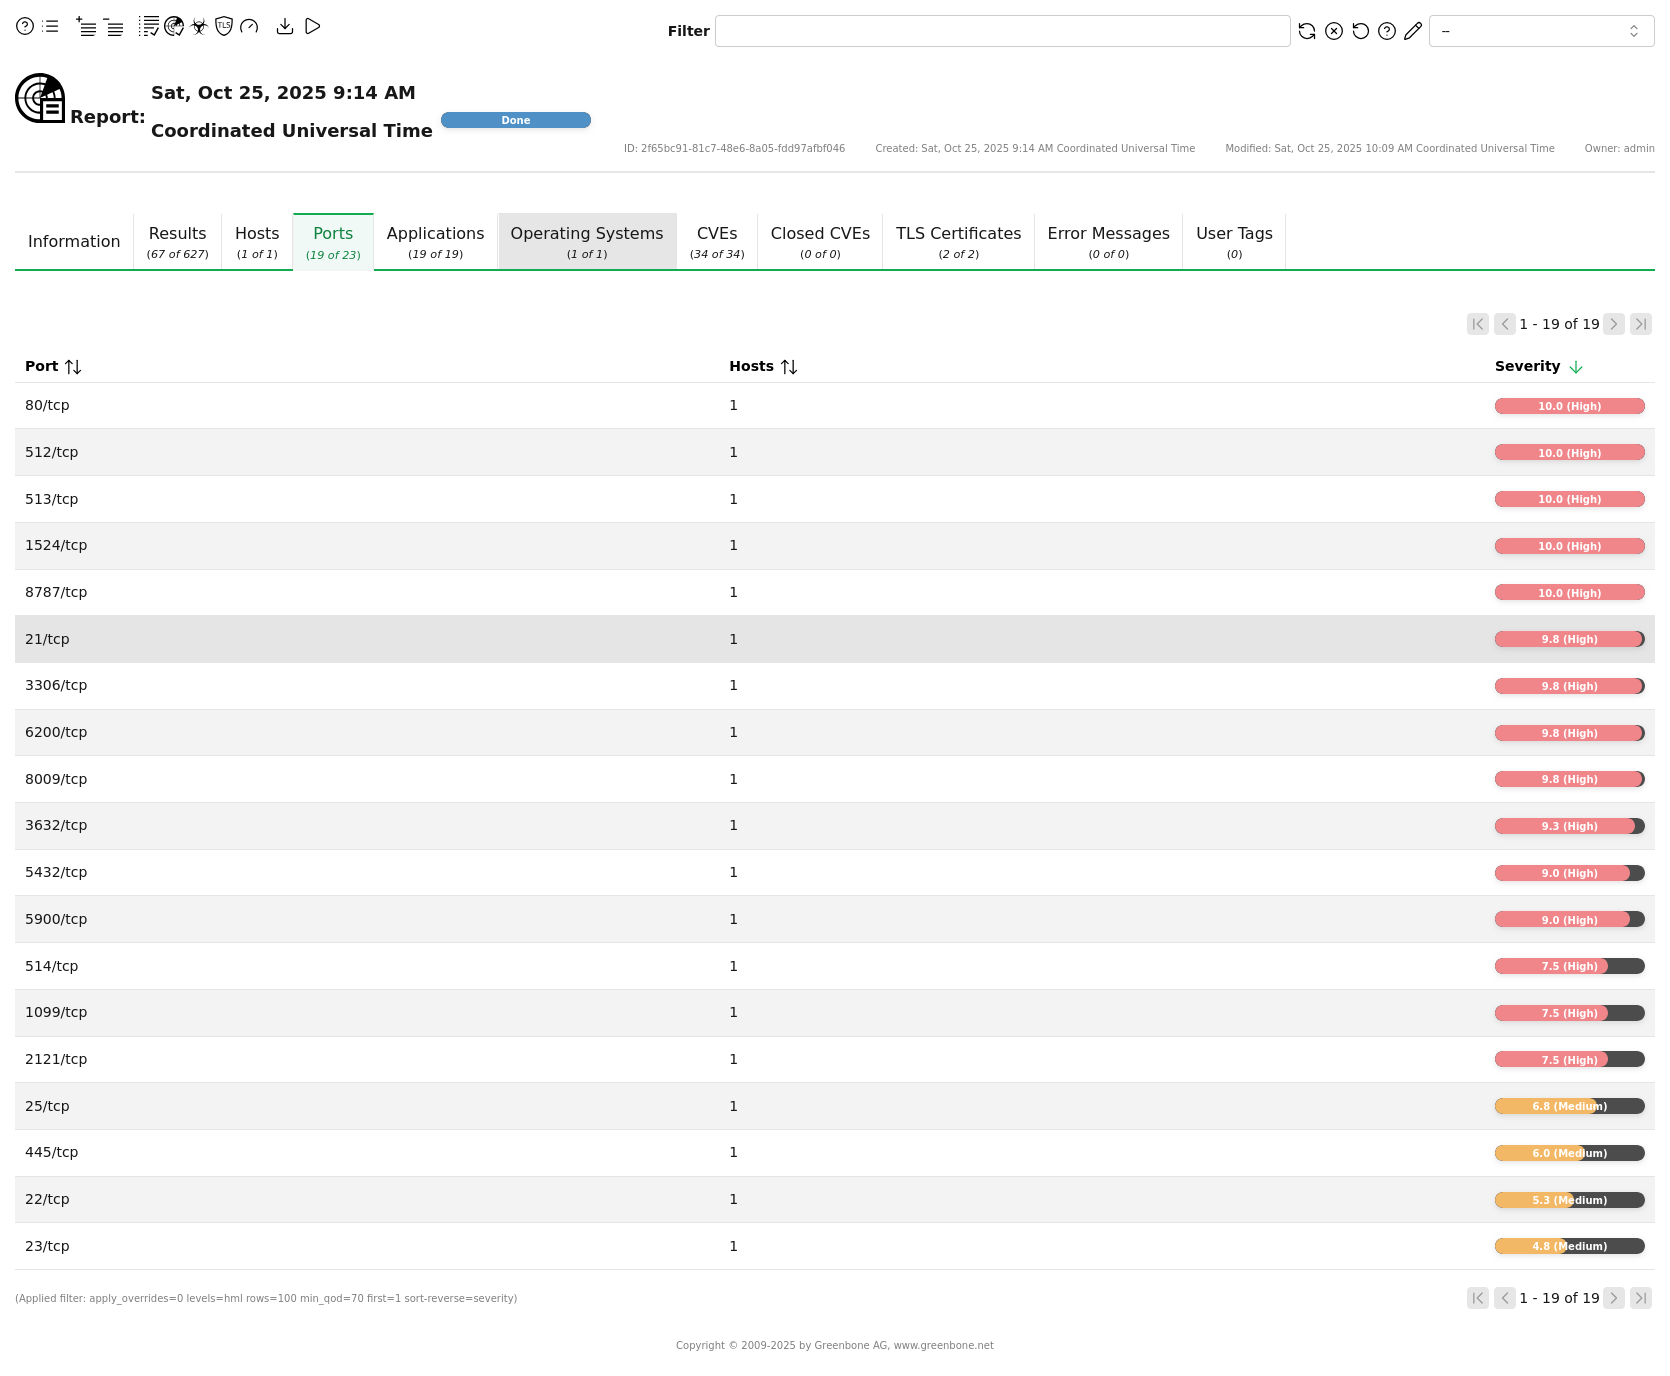 Filter
--
Report:
Sat, Oct 25, 2025 9:14 AM
Coordinated Universal Time
Done
ID: 2f65bc91-81c7-48e6-8a05-fdd97afbf046 Created: Sat, Oct 25, 2025 9:14 AM Coordinated Universal Time Modified: Sat, Oct 25, 2025 10:09 AM Coordinated Universal Time Owner: admin
Information Results Hosts Ports Applications Operating Systems CVEs Closed CVEs TLS Certificates Error Messages User Tags
(67 of 627) (1 of 1) (19 of 23) (19 of 19) (1 of 1) (34 of 34) (0 of 0) (2 of 2) (0 of 0) (0)
1 - 19 of 19
Port Hosts Severity
80/tcp 1 10.0 (High)
512/tcp 1 10.0 (High)
513/tcp 1 10.0 (High)
1524/tcp 1 10.0 (High)
8787/tcp 1 10.0 (High)
21/tcp 1 9.8 (High)
3306/tcp 1 9.8 (High)
6200/tcp 1 9.8 (High)
8009/tcp 1 9.8 (High)
3632/tcp 1 9.3 (High)
5432/tcp 1 9.0 (High)
5900/tcp 1 9.0 (High)
514/tcp 1 7.5 (High)
1099/tcp 1 7.5 (High)
2121/tcp 1 7.5 (High)
25/tcp 1 6.8 (Medium)
445/tcp 1 6.0 (Medium)
22/tcp 1 5.3 (Medium)
23/tcp 1 4.8 (Medium)
(Applied filter: apply_overrides=0 levels=hml rows=100 min_qod=70 first=1 sort-reverse=severity) 1 - 19 of 19
Copyright © 2009-2025 by Greenbone AG, www.greenbone.net